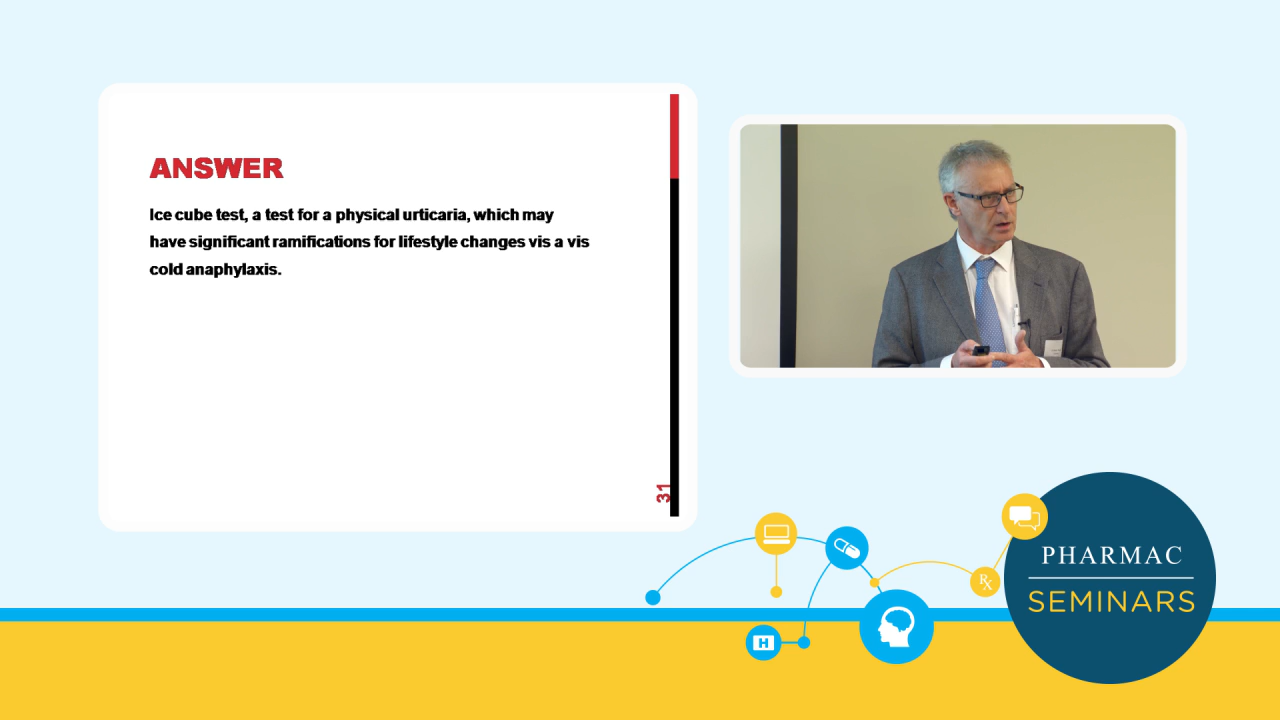 ANSWER
Ice cube test, a test for a physical urticaria, which may
have significant ramifications for lifestyle changes vis a vis
cold anaphylaxis.
31
H
Rx
PHARMAC
SEMINARS